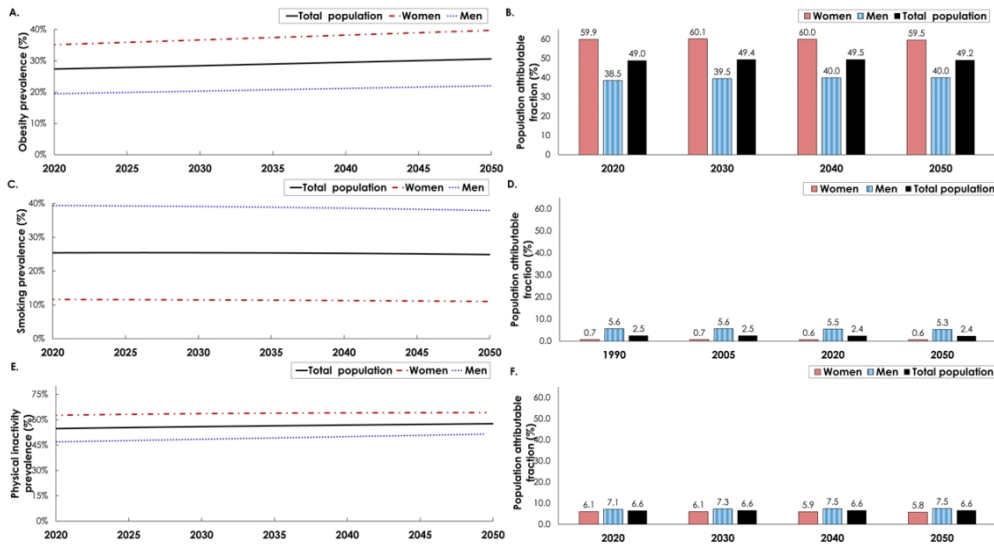 A.
Total population Women Men
Obesity prevalence (%)
40%
30%
20%
10%
0%
2020 2025 2030 2035 2040 2045 2050
B.
Women Men Total population
Population attributable
fraction (%)
60
50
40
30
20
10
0
59.9 38.5 49.0 60.1 39.5 49.4 60.0 40.0 49.5 59.5 40.0 49.2
2020 2030 2040 2050
C.
Total population Women Men
Smoking prevalence (%)
40%
30%
20%
10%
0%
2020 2025 2030 2035 2040 2045 2050
D.
Women Men Total population
Population attributable
fraction (%)
60.0
50.0
40.0
30.0
20.0
10.0
0.0
0.7 5.6 2.5 0.7 5.6 2.5 0.6 5.5 2.4 0.6 5.3 2.4
1990 2005 2020 2050
E.
Total population Women Men
Physical inactivity
prevalence (%)
75%
60%
45%
30%
15%
0%
2020 2025 2030 2035 2040 2045 2050
F.
Women Men Total population
Population attributable
fraction (%)
60.0
50.0
40.0
30.0
20.0
10.0
0.0
6.1 7.1 6.6 6.1 7.3 6.6 5.9 7.5 6.6 5.8 7.5 6.6
2020 2030 2040 2050